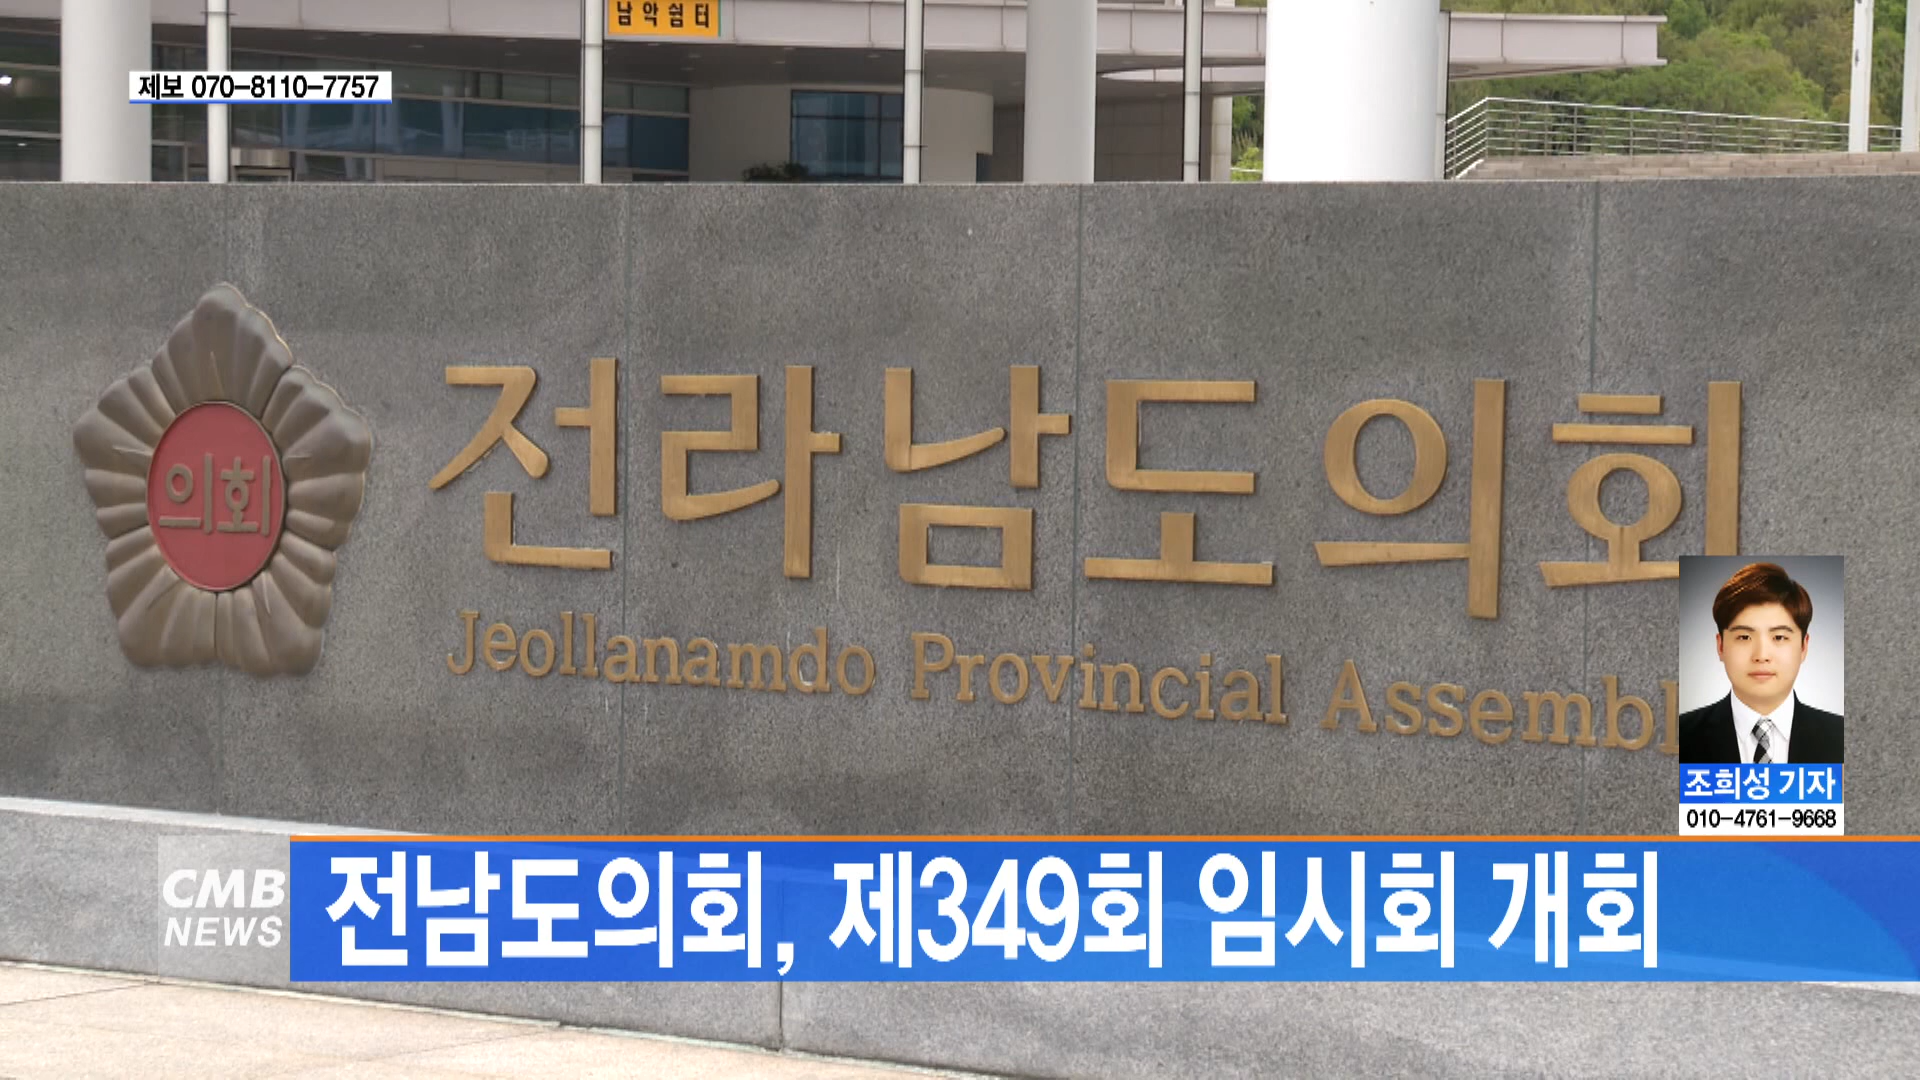 남악쉼터
제보 070-8110-7757
의회
전라남도의회
Jeollanamdo Provincial Assembl
조희성 기자
010-4761-9668
CMB
NEWS
전남도의회, 제349회 임시회 개회